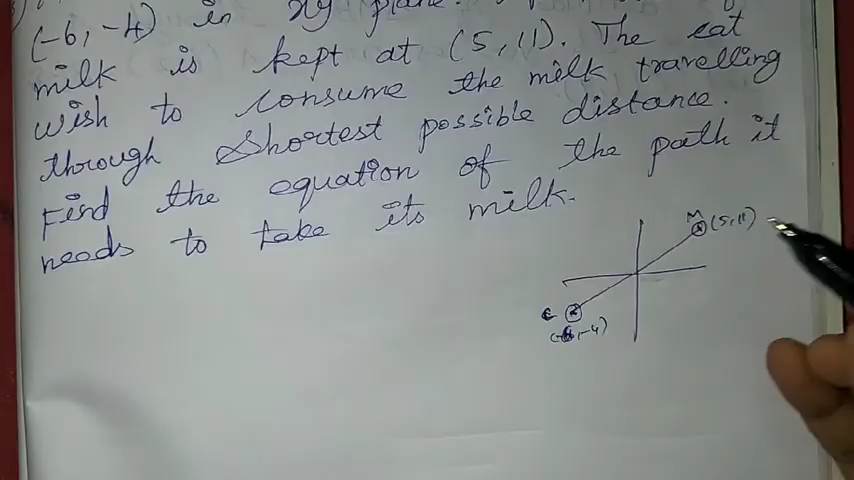 (-6, -4) in xy plane.
milk is kept at (5, 11). The cat
wish to consume the milk travelling
through shortest possible distance.
Find the equation of the path it
needs to take its milk.
M (5, 11)
C
(-6, -4)